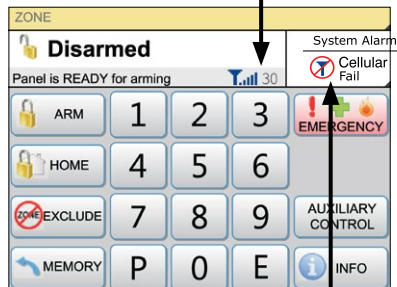 ZONE
Disarmed
System Alarm
Cellular
Fail
Panel is READY for arming
30
ARM
1
2
3
EMERGENCY
HOME
4
5
6
ZONE
EXCLUDE
7
8
9
AUXILIARY
CONTROL
MEMORY
P
0
E
i
INFO